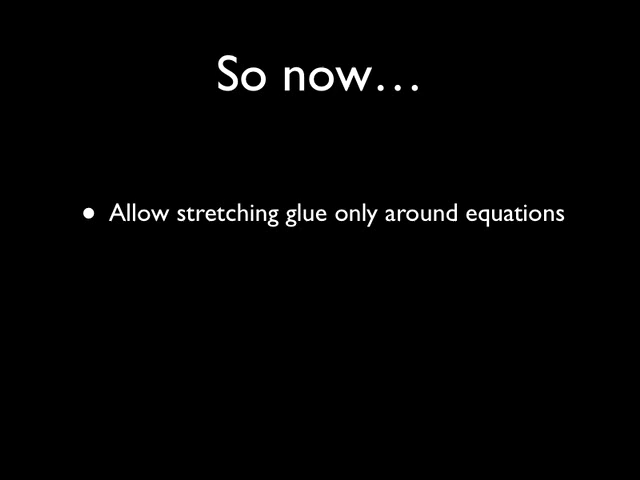 So now…
• Allow stretching glue only around equations